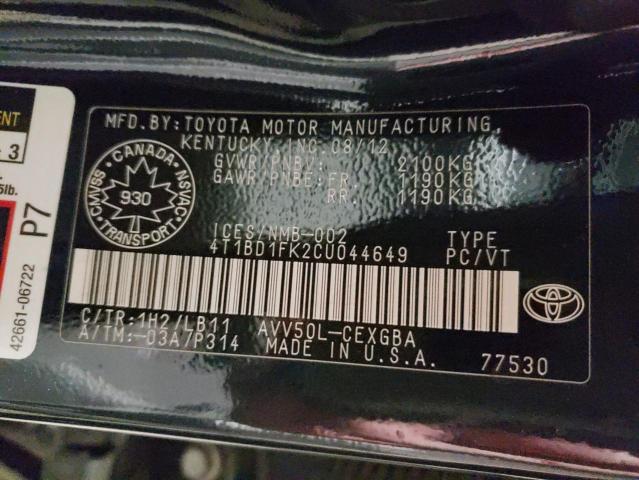 MFD.BY:TOYOTA MOTOR MANUFACTURING,
KENTUCKY, INC. 08/12
GVWR/PNBV: 2100KG
GAWR/PNBE:FR. 1190KG
RR. 1190KG
CANADA
CMVSS NSVAC
930
TRANSPORT
ICES/NMB-002
4T1BD1FK2CU044649
TYPE
PC/VT
C/TR:1H2/LB11 AVV50L-CEXGBA
A/TM:-03A/P314 MADE IN U.S.A. 77530
3
P7
42661-06722